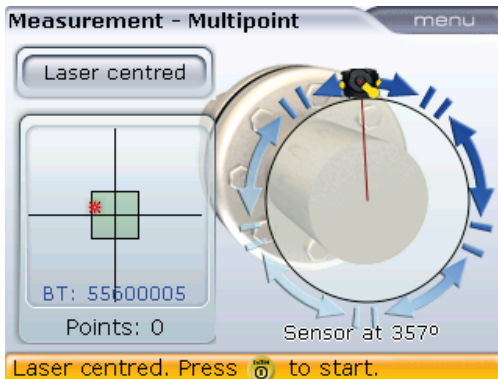 Measurement - Multipoint
menu
Laser centred
BT: 55600005
Points: 0
Sensor at 357º
Laser centred. Press to start.